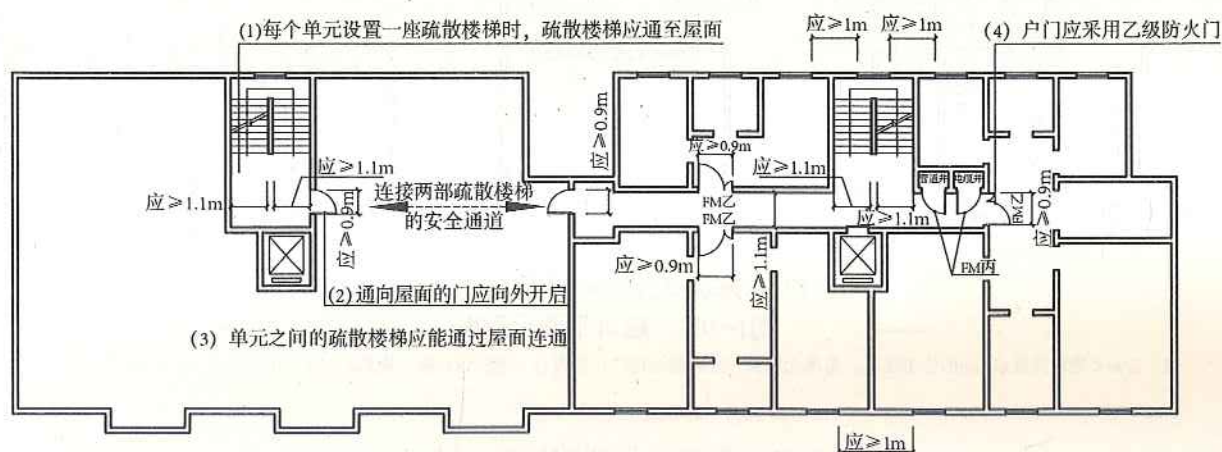 应≥1m
应≥1m
(1)每个单元设置一座疏散楼梯时，疏散楼梯应通至屋面
(4) 户门应采用乙级防火门
应≥0.9m
应≥0.9m
应≥1.1m
应≥1.1m
管道井
电缆井
应≥1.1m
连接两部疏散楼梯
的安全通道
应≥0.9m
FM乙
FM乙
FM乙
应≥0.9m
应≥1.1m
应≥0.9m
应≥1.1m
FM丙
(2)通向屋面的门应向外开启
(3) 单元之间的疏散楼梯应能通过屋面连通
应≥1m